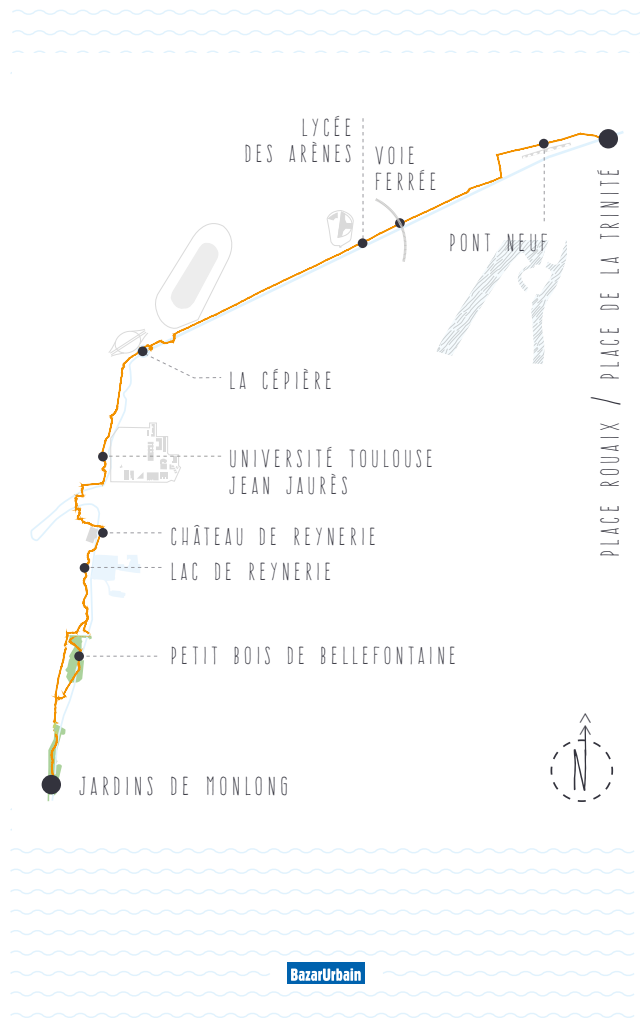 LYCÉE
DES ARÈNES
VOIE
FERRÉE
PONT NEUF
PLACE ROUAIX / PLACE DE LA TRINITÉ
LA CÉPIÈRE
UNIVERSITÉ TOULOUSE
JEAN JAURÈS
CHÂTEAU DE REYNERIE
LAC DE REYNERIE
PETIT BOIS DE BELLEFONTAINE
JARDINS DE MONLONG
N
BazarUrbain